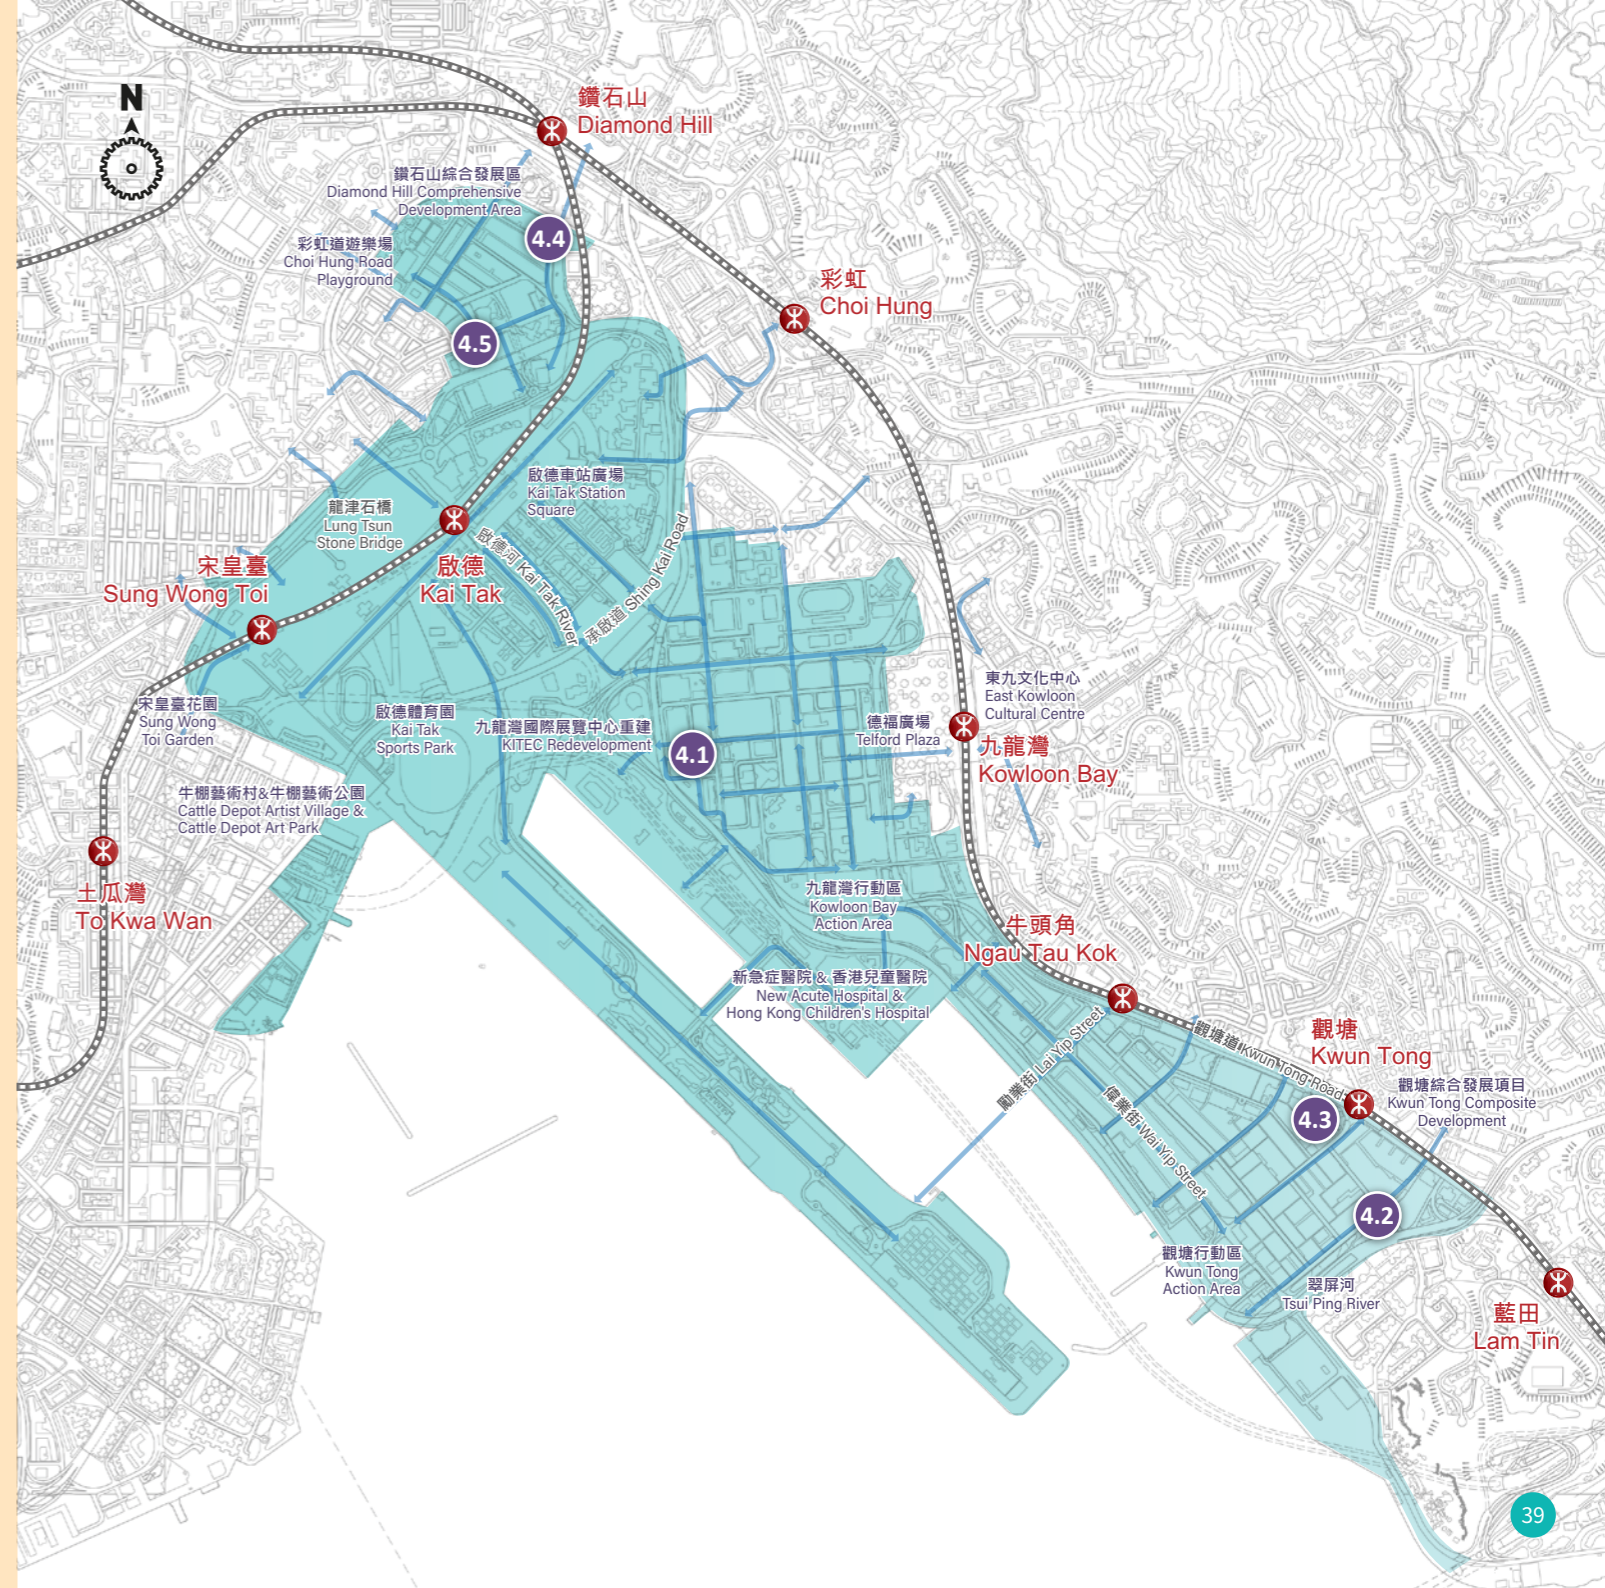 N
鑽石山
Diamond Hill
鑽石山綜合發展區
Diamond Hill Comprehensive
Development Area
4.4
彩虹道遊樂場
Choi Hung Road
Playground
彩虹
Choi Hung
4.5
啟德車站廣場
Kai Tak Station
Square
龍津石橋
Lung Tsun
Stone Bridge
宋皇臺
Sung Wong Toi
啟德
Kai Tak
啟德河 Kai Tak River
承啟道 Shing Kai Road
宋皇臺花園
Sung Wong
Toi Garden
啟德體育園
Kai Tak
Sports Park
九龍灣國際展覽中心重建
KITEC Redevelopment
4.1
德福廣場
Telford Plaza
東九文化中心
East Kowloon
Cultural Centre
九龍灣
Kowloon Bay
牛棚藝術村&牛棚藝術公園
Cattle Depot Artist Village &
Cattle Depot Art Park
土瓜灣
To Kwa Wan
九龍灣行動區
Kowloon Bay
Action Area
牛頭角
Ngau Tau Kok
新急症醫院 & 香港兒童醫院
New Acute Hospital &
Hong Kong Children's Hospital
勵業街 Lai Yip Street
觀塘道 Kwun Tong Road
觀塘
Kwun Tong
觀塘綜合發展項目
Kwun Tong Composite
Development
4.3
偉業街 Wai Yip Street
4.2
觀塘行動區
Kwun Tong
Action Area
翠屏河
Tsui Ping River
藍田
Lam Tin
39